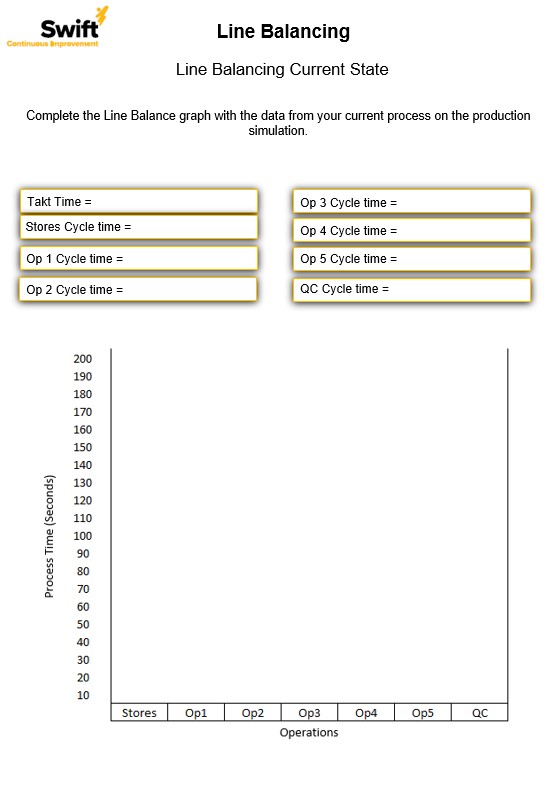 Swift
Continuous Improvement
Line Balancing
Line Balancing Current State
Complete the Line Balance graph with the data from your current process on the production
simulation.
Takt Time =
Stores Cycle time =
Op 1 Cycle time =
Op 2 Cycle time =
Op 3 Cycle time =
Op 4 Cycle time =
Op 5 Cycle time =
QC Cycle time =
Process Time (Seconds)
200
190
180
170
160
150
140
130
120
110
100
90
80
70
60
50
40
30
20
10
Stores Op1 Op2 Op3 Op4 Op5 QC
Operations